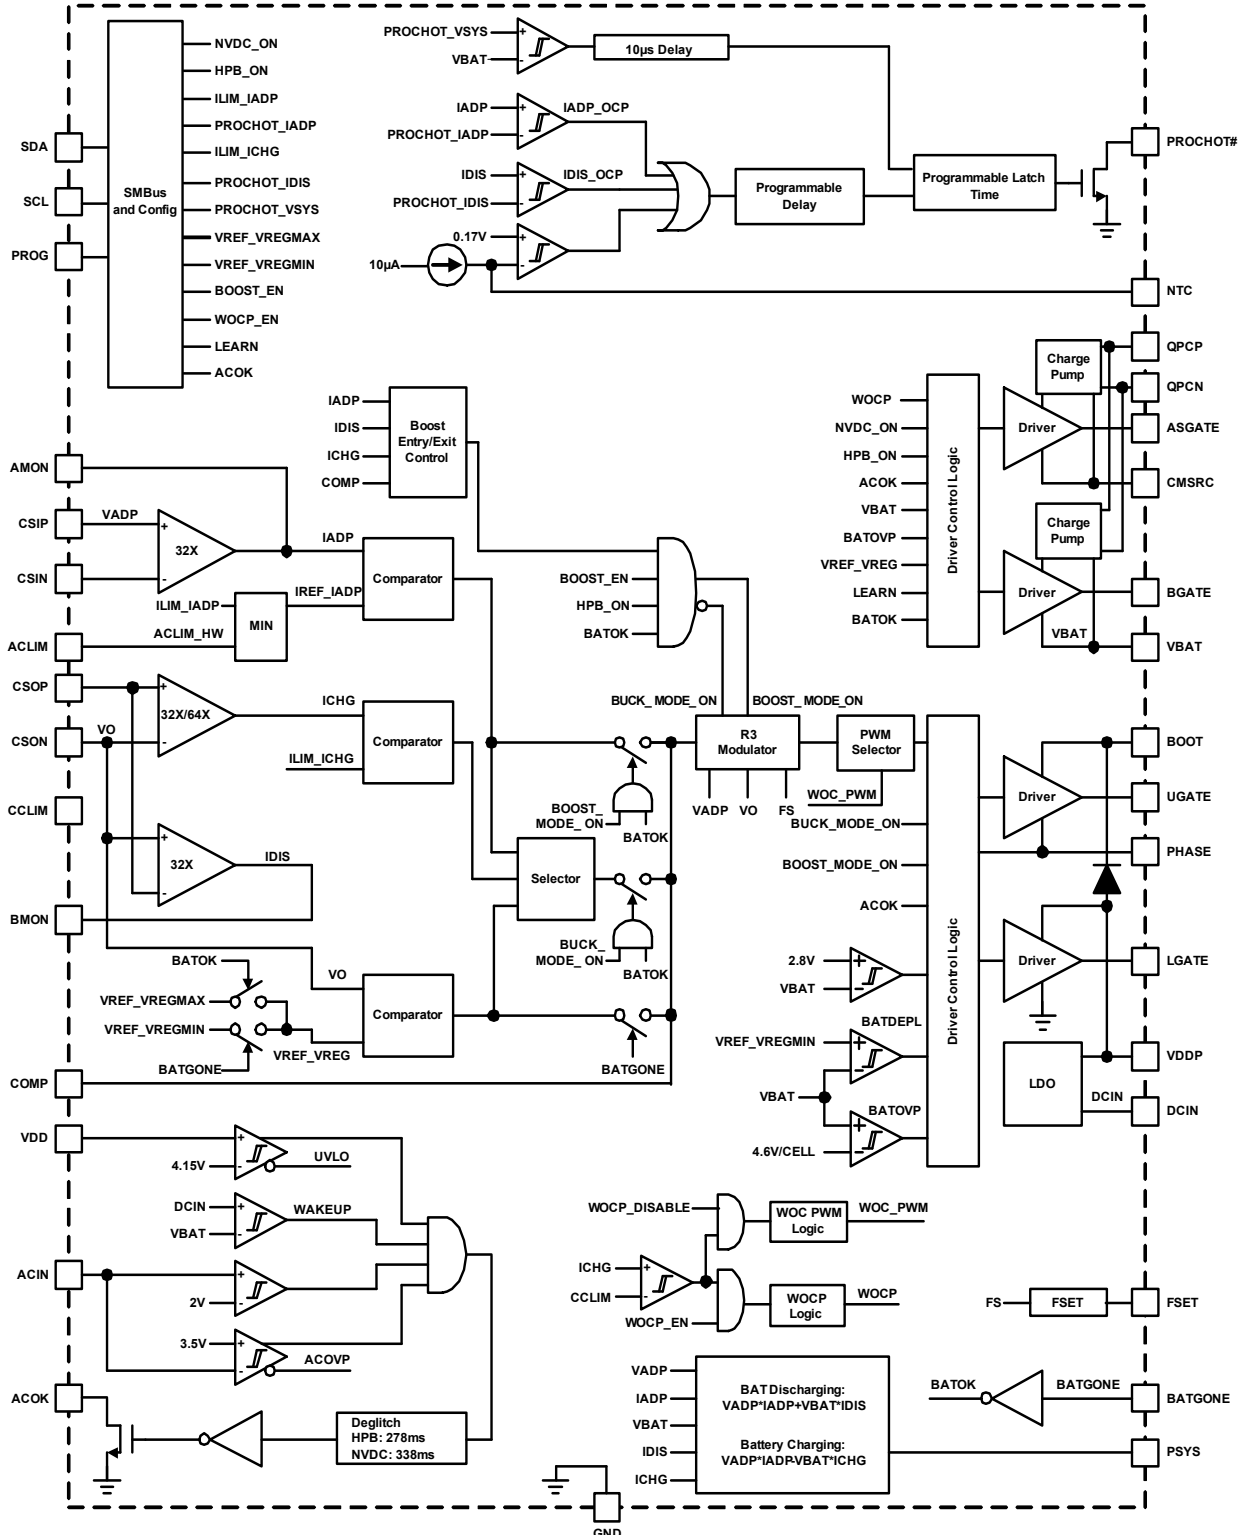 SDA
SCL
PROG
SMBus
and Config
NVDC_ON
HPB_ON
ILIM_IADP
PROCHOT_IADP
ILIM_ICHG
PROCHOT_IDIS
PROCHOT_VSYS
VREF_VREGMAX
VREF_VREGMIN
BOOST_EN
WOCP_EN
LEARN
ACOK
PROCHOT_VSYS
+
VBAT
-
10µs Delay
IADP
+
IADP_OCP
PROCHOT_IADP
-
IDIS
+
IDIS_OCP
PROCHOT_IDIS
-
0.17V
+
10µA
-
Programmable
Delay
Programmable Latch
Time
PROCHOT#
NTC
QPCP
QPCN
ASGATE
CMSRC
BGATE
VBAT
Charge
Pump
Driver
Charge
Pump
Driver
VBAT
WOCP
NVDC_ON
HPB_ON
ACOK
VBAT
BATOVP
VREF_VREG
LEARN
BATOK
Driver Control Logic
IADP
IDIS
ICHG
COMP
Boost
Entry/Exit
Control
AMON
CSIP
VADP
+
CSIN
-
32X
IADP
Comparator
IREF_IADP
ILIM_IADP
MIN
ACLIM
ACLIM_HW
BOOST_EN
HPB_ON
BATOK
CSOP
+
32X/64X
CSON
VO
-
ICHG
Comparator
ILIM_ICHG
CCLIM
+
32X
-
IDIS
BMON
BUCK_MODE_ON
BOOST_MODE_ON
R3
Modulator
VADP
VO
FS
PWM
Selector
WOC_PWM
BOOST_
MODE_ON
BATOK
Selector
BUCK_
MODE_ON
BATOK
BATOK
VREF_VREGMAX
VREF_VREGMIN
BATGONE
VREF_VREG
VO
Comparator
BATGONE
COMP
BUCK_MODE_ON
BOOST_MODE_ON
ACOK
2.8V
+
VBAT
-
BATDEPL
VREF_VREGMIN
+
-
VBAT
BATOVP
+
4.6V/CELL
-
Driver Control Logic
Driver
Driver
BOOT
UGATE
PHASE
LGATE
VDDP
LDO
DCIN
DCIN
VDD
+
4.15V
-
UVLO
DCIN
+
WAKEUP
VBAT
-
ACIN
+
2V
-
3.5V
+
-
ACOVP
ACOK
Deglitch
HPB: 278ms
NVDC: 338ms
WOCP_DISABLE
WOC PWM
Logic
WOC_PWM
ICHG
+
CCLIM
-
WOCP_EN
WOCP
Logic
WOCP
FS
FSET
FSET
VADP
IADP
VBAT
IDIS
ICHG
BAT Discharging:
VADP*IADP+VBAT*IDIS
Battery Charging:
VADP*IADP-VBAT*ICHG
BATOK
BATGONE
BATGONE
PSYS
GND